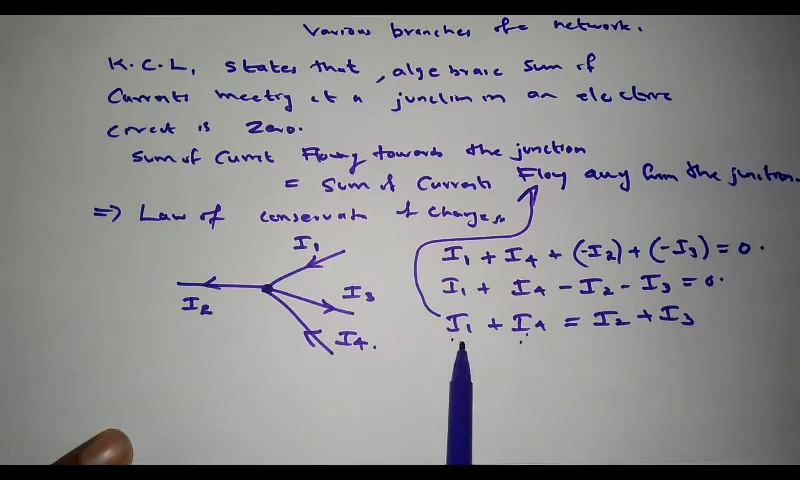 Various branches of a network.
K.C.L, states that, algebraic sum of
Currents meeting at a junction in an electric
circuit is Zero.
Sum of Current Flowing towards the junction
= Sum of Currents Flowing away from the junction.
=> Law of conservation of Charges.
I₁
I₂
I₃
I₄.
I₁ + I₄ + (-I₂) + (-I₃) = 0.
I₁ + I₄ - I₂ - I₃ = 0.
I₁ + I₄ = I₂ + I₃